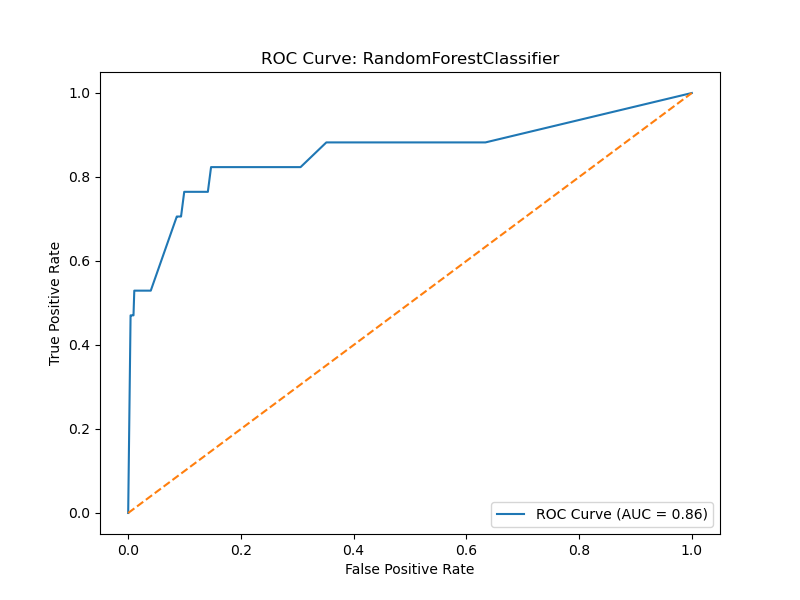 ROC Curve: RandomForestClassifier
True Positive Rate
1.0
0.8
0.6
0.4
0.2
0.0
0.0 0.2 0.4 0.6 0.8 1.0
False Positive Rate
ROC Curve (AUC = 0.86)